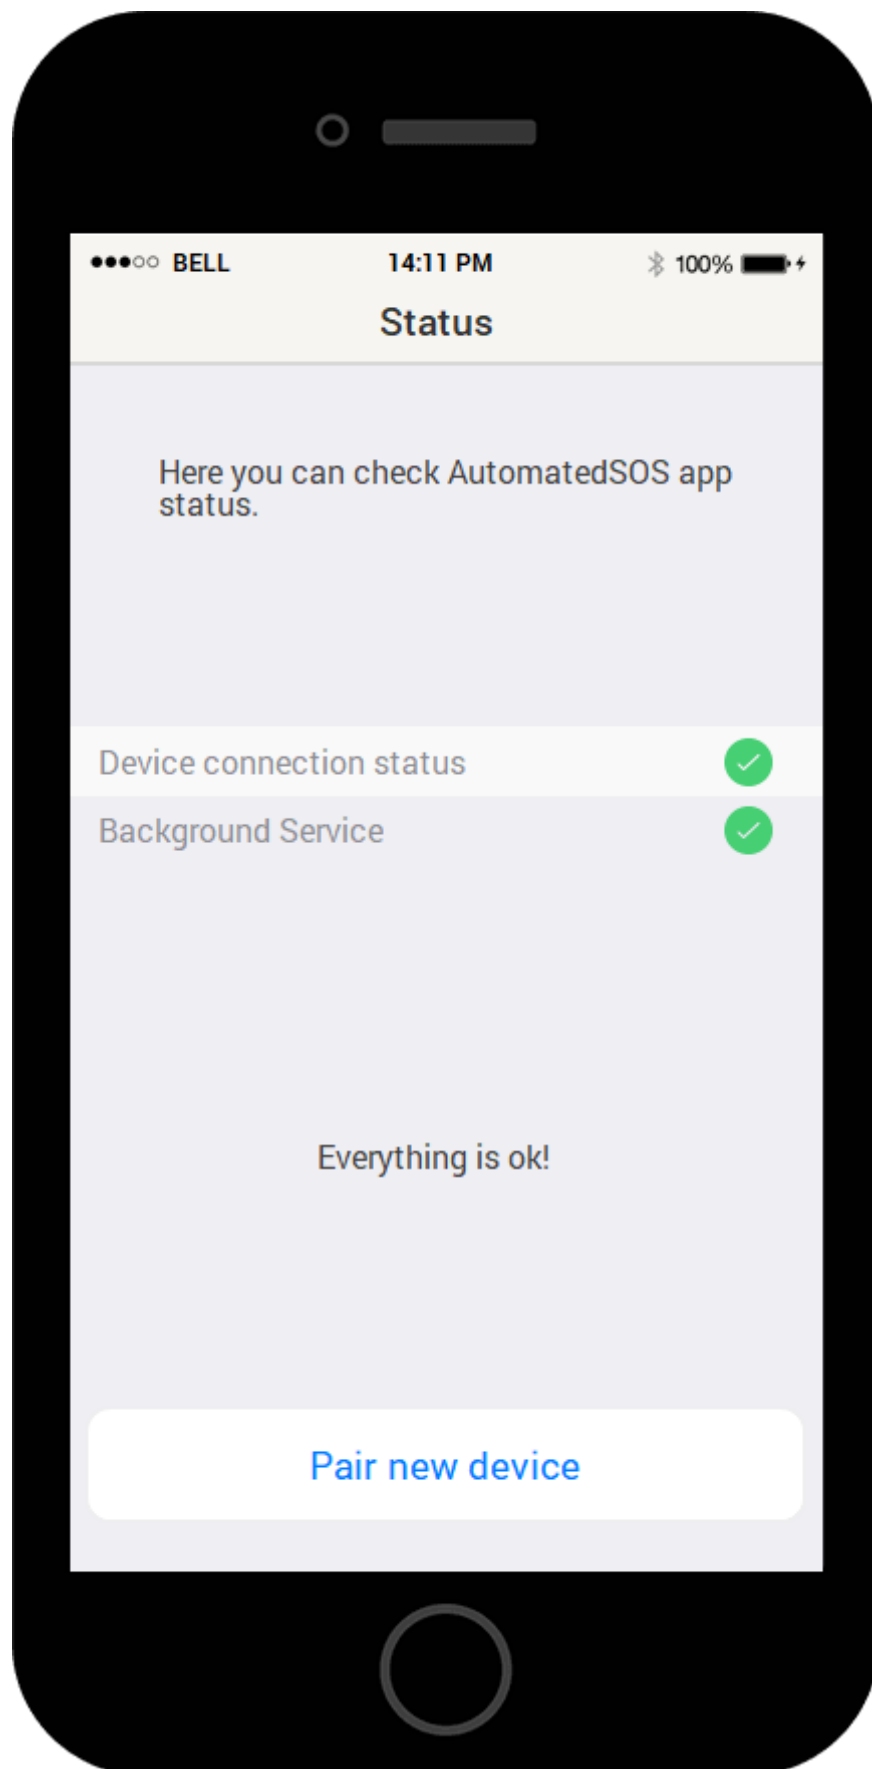 BELL 14:11 PM 100%
Status
Here you can check AutomatedSOS app
status.
Device connection status
Background Service
Everything is ok!
Pair new device